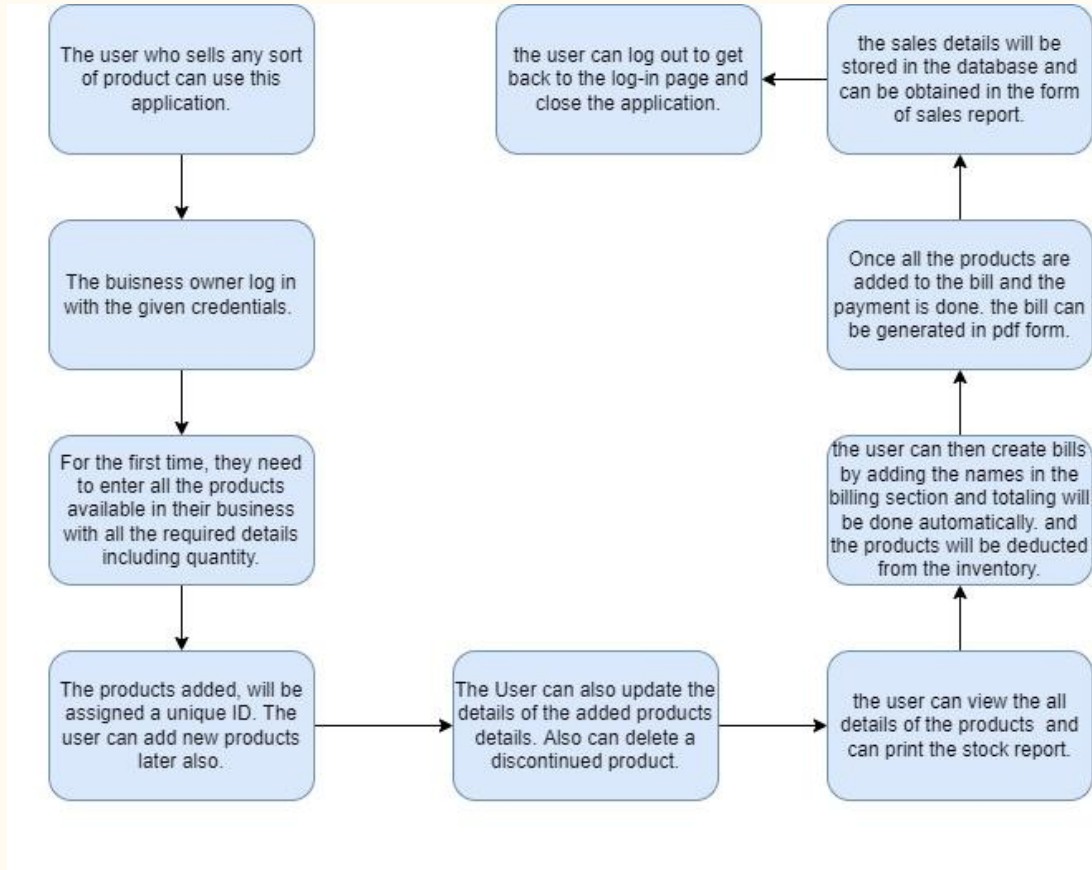 The user who sells any sort
of product can use this
application.
The buisness owner log in
with the given credentials.
For the first time, they need
to enter all the products
available in their business
with all the required details
including quantity.
The products added, will be
assigned a unique ID. The
user can add new products
later also.
The User can also update the
details of the added products
details. Also can delete a
discontinued product.
the user can view the all
details of the products and
can print the stock report.
the user can then create bills
by adding the names in the
billing section and totaling will
be done automatically. and
the products will be deducted
from the inventory.
Once all the products are
added to the bill and the
payment is done. the bill can
be generated in pdf form.
the sales details will be
stored in the database and
can be obtained in the form
of sales report.
the user can log out to get
back to the log-in page and
close the application.